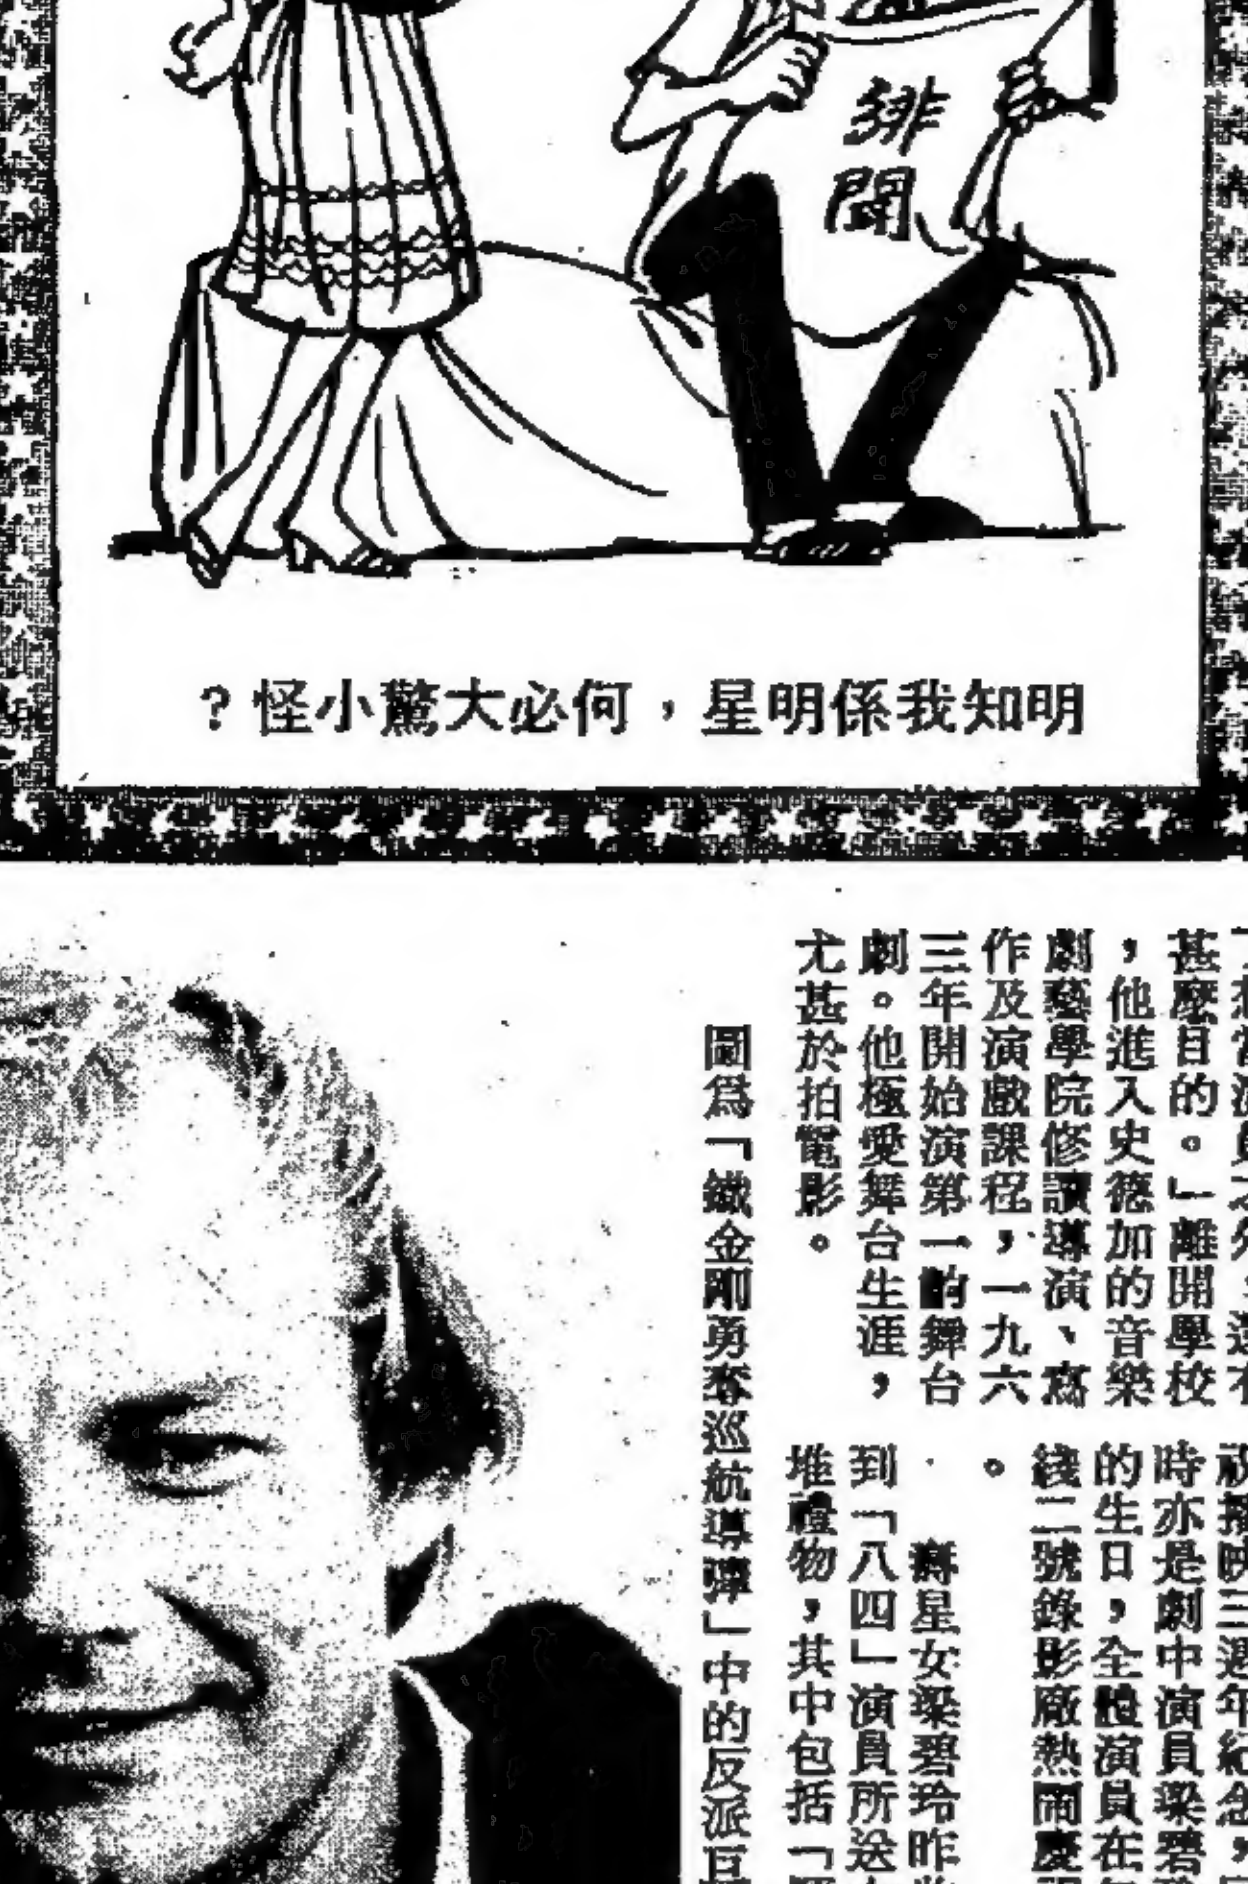 緋
聞
明知我係明星，何必大驚小怪？
甚麼目的。」離開學校
，他進入史德加的音樂
劇藝學院修讀導演、寫
作及演戲課程，一九六
三年開始演第一齣舞台
劇。他極愛舞台生涯，
尤甚於拍電影。
圖爲「鐵金剛勇奪巡航導彈」中的反派巨
視播映三週年紀念，
時亦是劇中演員梁碧玲
的生日，全體演員在
綫二號錄影廠熱鬧慶祝
。
壽星女梁碧玲昨
到「八四」演員所送
堆禮物，其中包括「